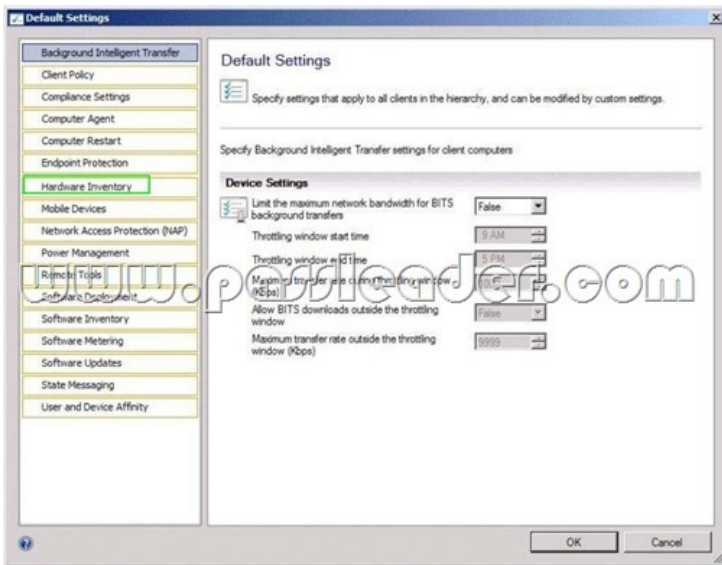 Default Settings
Background Intelligent Transfer
Client Policy
Compliance Settings
Computer Agent
Computer Restart
Endpoint Protection
Hardware Inventory
Mobile Devices
Network Access Protection (NAP)
Power Management
Remote Tools
Software Deployment
Software Inventory
Software Metering
Software Updates
State Messaging
User and Device Affinity
Default Settings
Specify settings that apply to all clients in the hierarchy, and can be modified by custom settings.
Specify Background Intelligent Transfer settings for client computers
Device Settings
Limit the maximum network bandwidth for BITS
background transfers
False
Throttling window start time
9 AM
Throttling window end time
5 PM
Maximum transfer rate during throttling window
(Kbps)
Allow BITS downloads outside the throttling
window
False
Maximum transfer rate outside the throttling
window (Kbps)
9999
www.passleader.com
OK
Cancel